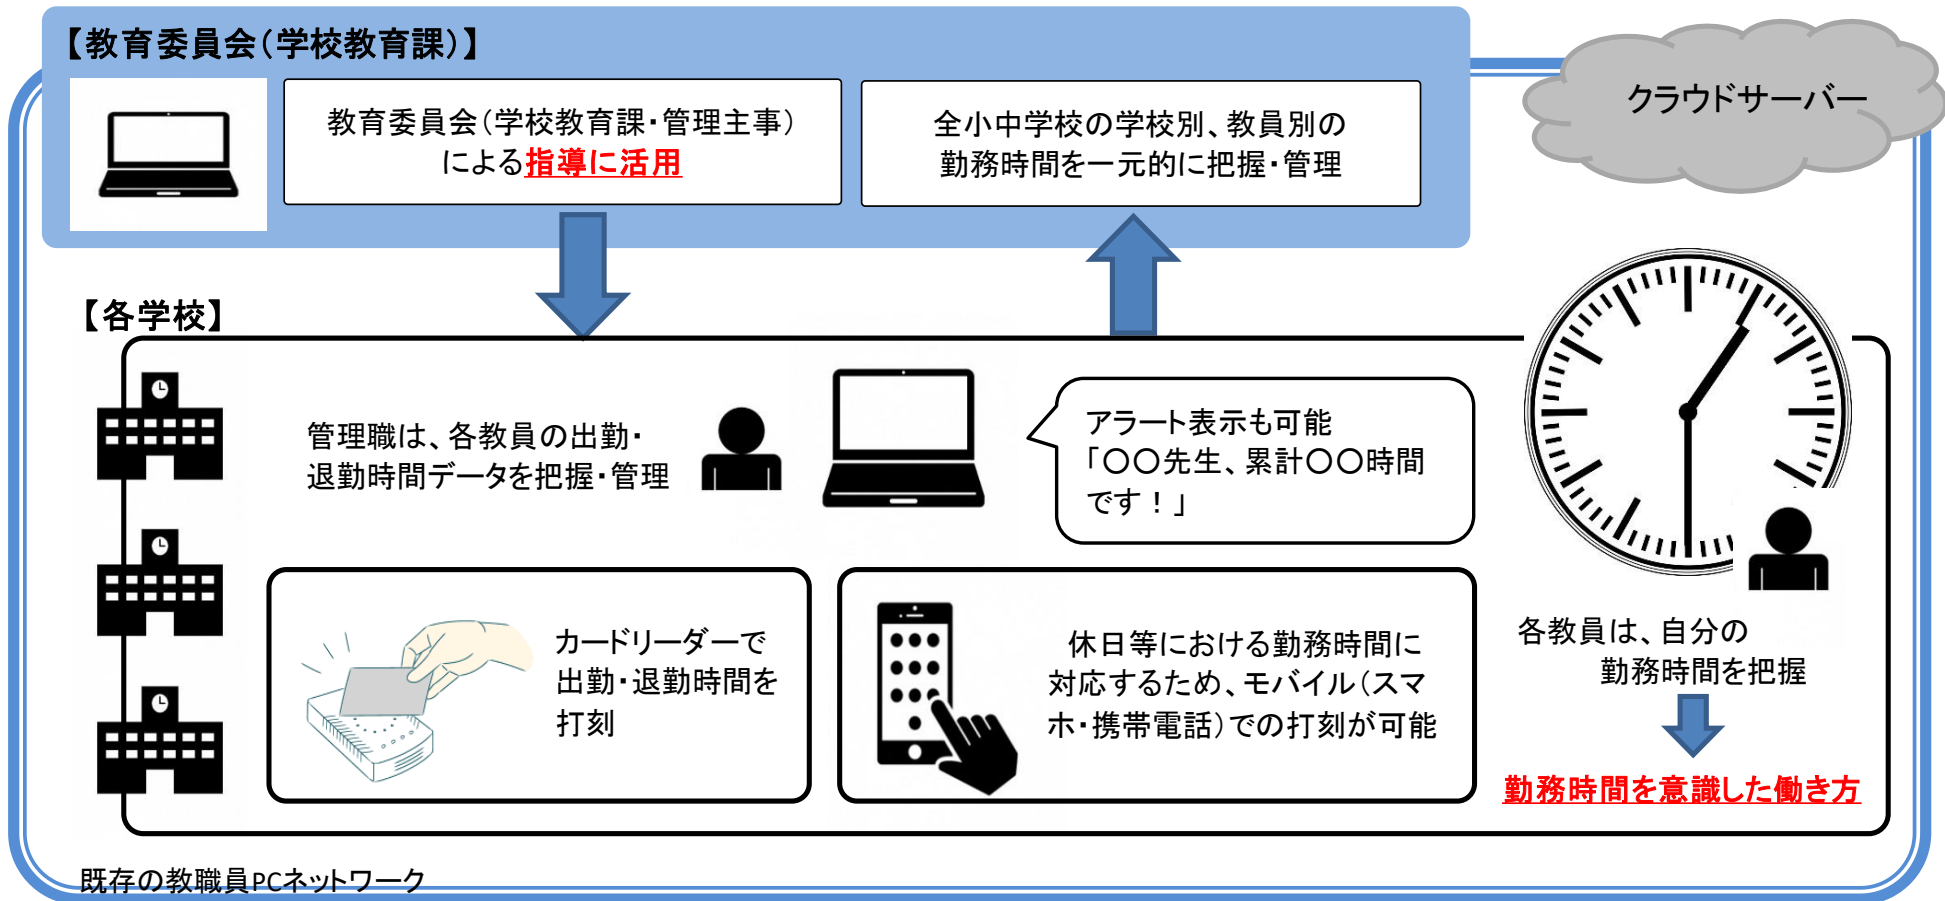 【教育委員会（学校教育課）】
教育委員会（学校教育課・管理主事）
による指導に活用
全小中学校の学校別、教員別の
勤務時間を一元的に把握・管理
クラウドサーバー
【各学校】
管理職は、各教員の出勤・
退勤時間データを把握・管理
アラート表示も可能
「〇〇先生、累計〇〇時間
です！」
カードリーダーで
出勤・退勤時間を
打刻
休日等における勤務時間に
対応するため、モバイル（スマ
ホ・携帯電話）での打刻が可能
各教員は、自分の
勤務時間を把握
勤務時間を意識した働き方
既存の教職員PCネットワーク